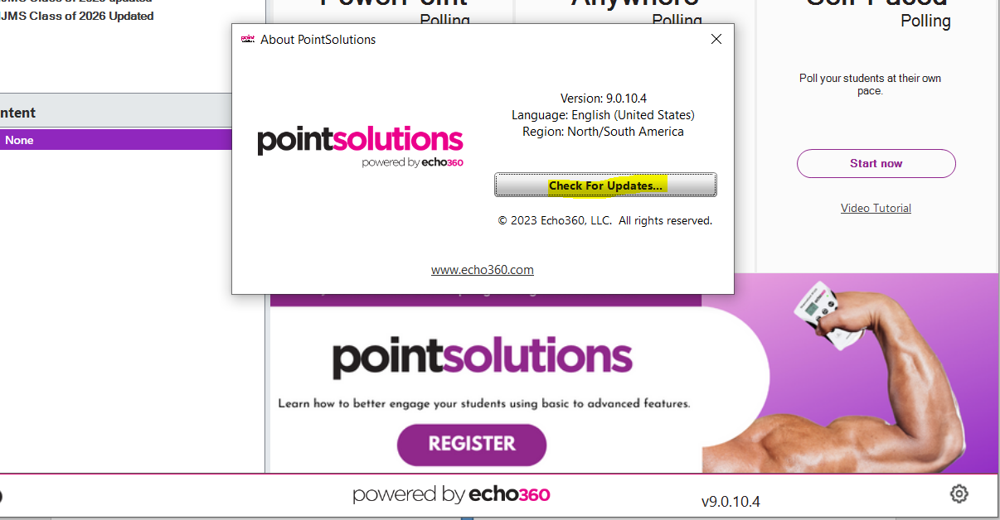 JMS Class of 2026 Updated
PowerPoint
Polling
Anywhere
Polling
Self-Paced
Polling
About PointSolutions
Version: 9.0.10.4
Language: English (United States)
Region: North/South America
pointsolutions
powered by echo360
Check For Updates...
© 2023 Echo360, LLC.  All rights reserved.
www.echo360.com
Poll your students at their own
pace.
Start now
Video Tutorial
ntent
None
pointsolutions
Learn how to better engage your students using basic to advanced features.
REGISTER
powered by echo360
v9.0.10.4